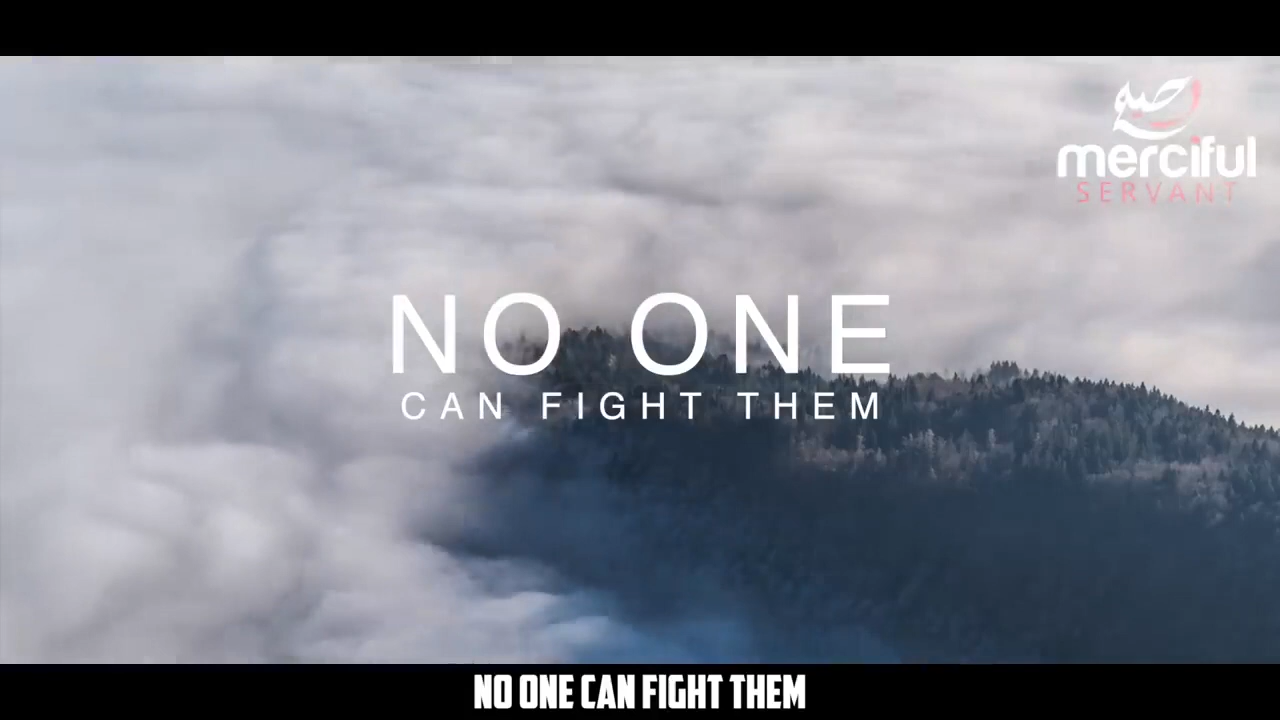 merciful
SERVANT
NO ONE
CAN FIGHT THEM
NO ONE CAN FIGHT THEM